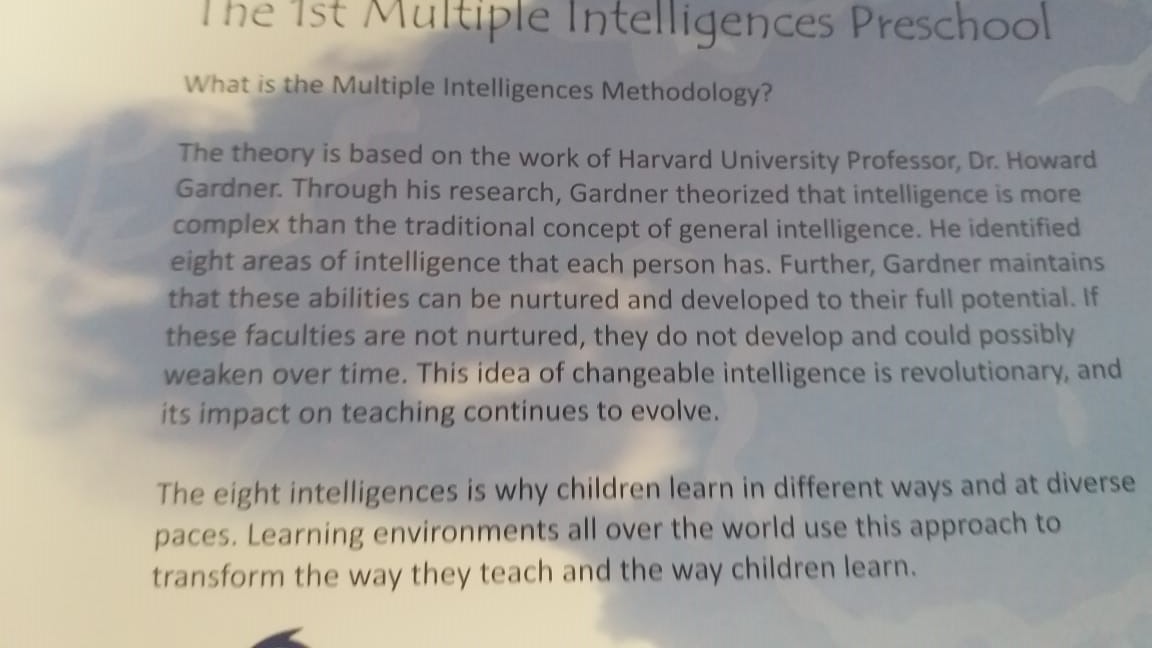 The 1st Multiple Intelligences Preschool
What is the Multiple Intelligences Methodology?
The theory is based on the work of Harvard University Professor, Dr. Howard
Gardner. Through his research, Gardner theorized that intelligence is more
complex than the traditional concept of general intelligence. He identified
eight areas of intelligence that each person has. Further, Gardner maintains
that these abilities can be nurtured and developed to their full potential. If
these faculties are not nurtured, they do not develop and could possibly
weaken over time. This idea of changeable intelligence is revolutionary, and
its impact on teaching continues to evolve.
The eight intelligences is why children learn in different ways and at diverse
paces. Learning environments all over the world use this approach to
transform the way they teach and the way children learn.